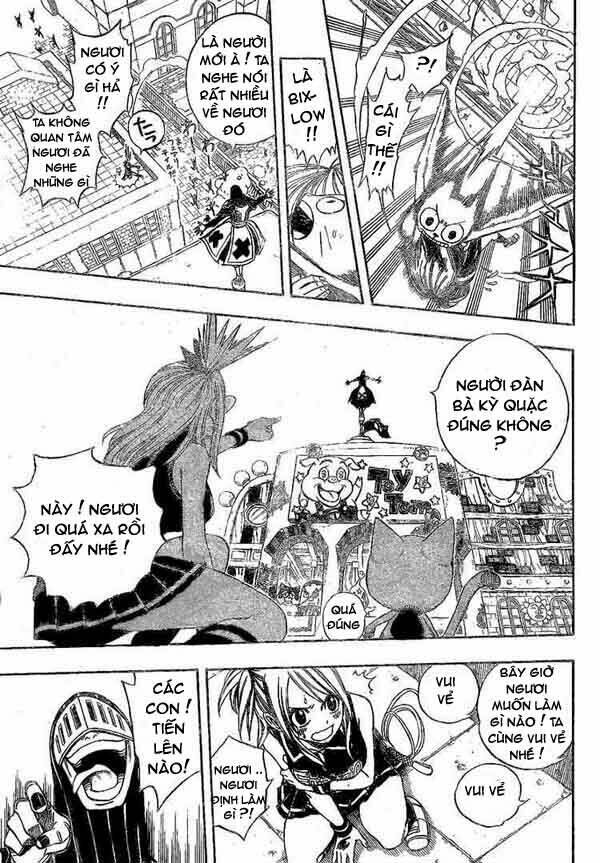 ?!
CÁI
GÌ
THẾ!!
LÀ
BIX-
LOW
!!
LÀ NGƯỜI
MỚI À! TA
NGHE NÓI
RẤT NHIỀU
VỀ NGƯƠI
ĐÓ
NGƯƠI
CÓ Ý
GÌ HẢ
!!
TA KHÔNG
QUAN TÂM
NGƯƠI ĐÃ
NGHE
NHỮNG GÌ
NGƯỜI ĐÀN
BÀ KỲ QUẶC
ĐÚNG KHÔNG
?
Toy
NÀY! NGƯƠI
ĐI QUÁ XA RỒI
ĐẤY NHÉ!
QUÁ
ĐÚNG
BÂY GIỜ
NGƯƠI
MUỐN LÀM
GÌ NÀO! TA
CÙNG VUI VẺ
NHÉ!
VUI
VẺ
VUI VẺ
NGƯƠI ..
NGƯƠI
ĐỊNH LÀM
GÌ ?!
CÁC
CON!
TIẾN
LÊN
NÀO!